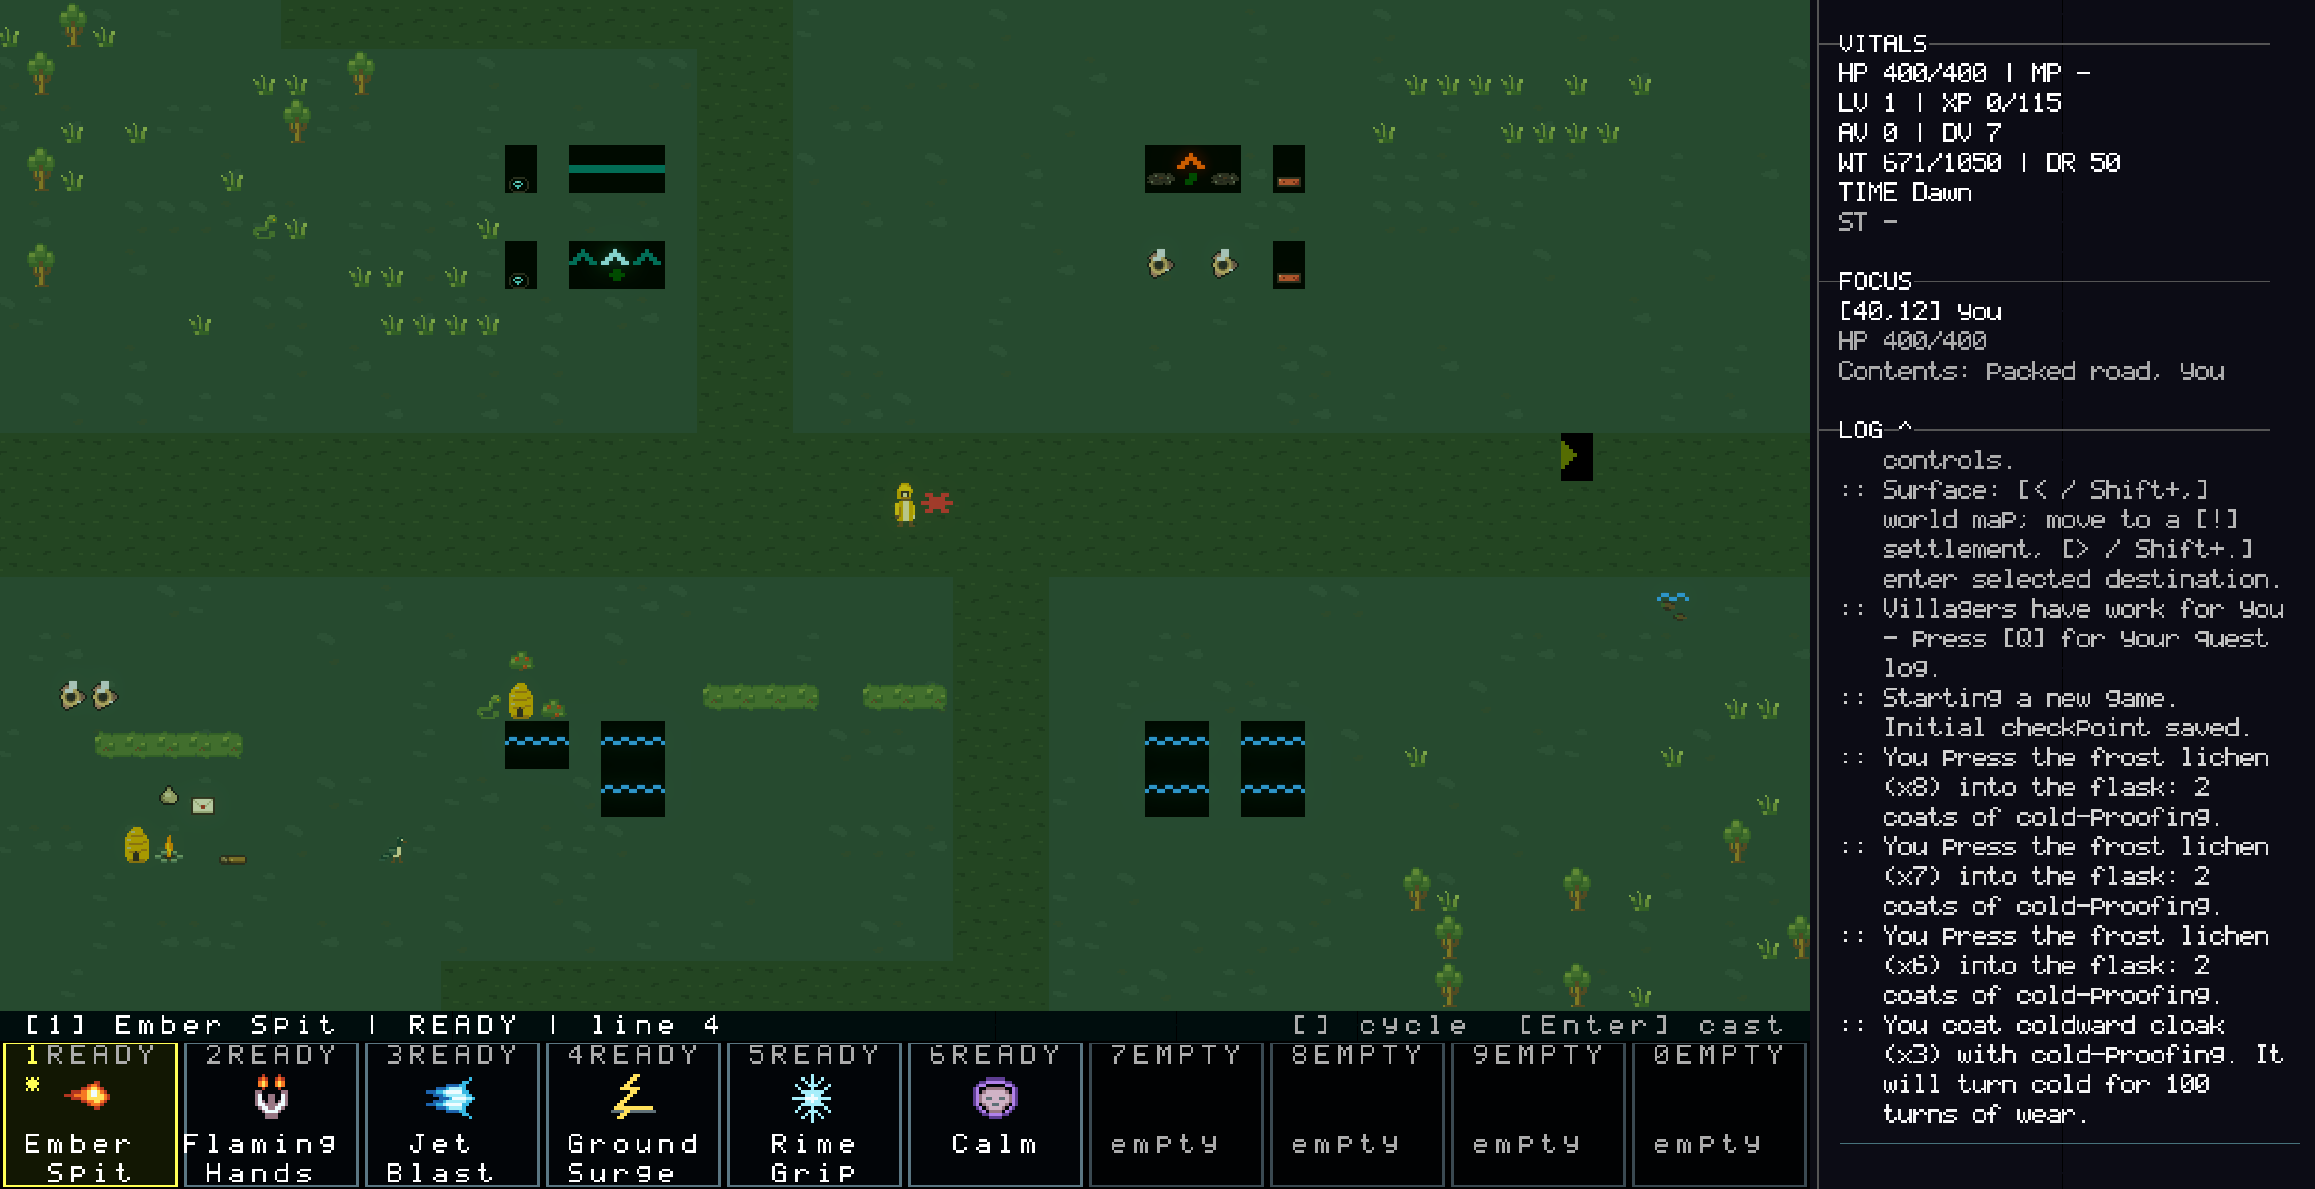 VITALS
HP 400/400 | MP -
LV 1 | XP 0/115
AV 0 | DV 7
WT 671/1050 | DR 50
TIME Dawn
ST -
FOCUS
[40,12] You
HP 400/400
Contents: Packed road, You
LOG ^
controls.
:: Surface: [< / Shift+,]
world map; move to a [!]
settlement, [> / Shift+.]
enter selected destination.
:: Villagers have work for you
- press [Q] for your quest
log.
:: Starting a new game.
Initial checkpoint saved.
:: You press the frost lichen
(x8) into the flask: 2
coats of cold-proofing.
:: You press the frost lichen
(x7) into the flask: 2
coats of cold-proofing.
:: You press the frost lichen
(x6) into the flask: 2
coats of cold-proofing.
:: You coat coldward cloak
(x3) with cold-proofing. It
will turn cold for 100
turns of wear.
[1] Ember Spit | READY | line 4
[] cycle [Enter] cast
1READY 2READY 3READY 4READY 5READY 6READY 7EMPTY 8EMPTY 9EMPTY 0EMPTY
*
Ember Flaming Jet Ground Rime Calm empty empty empty empty
Spit Hands Blast Surge Grip